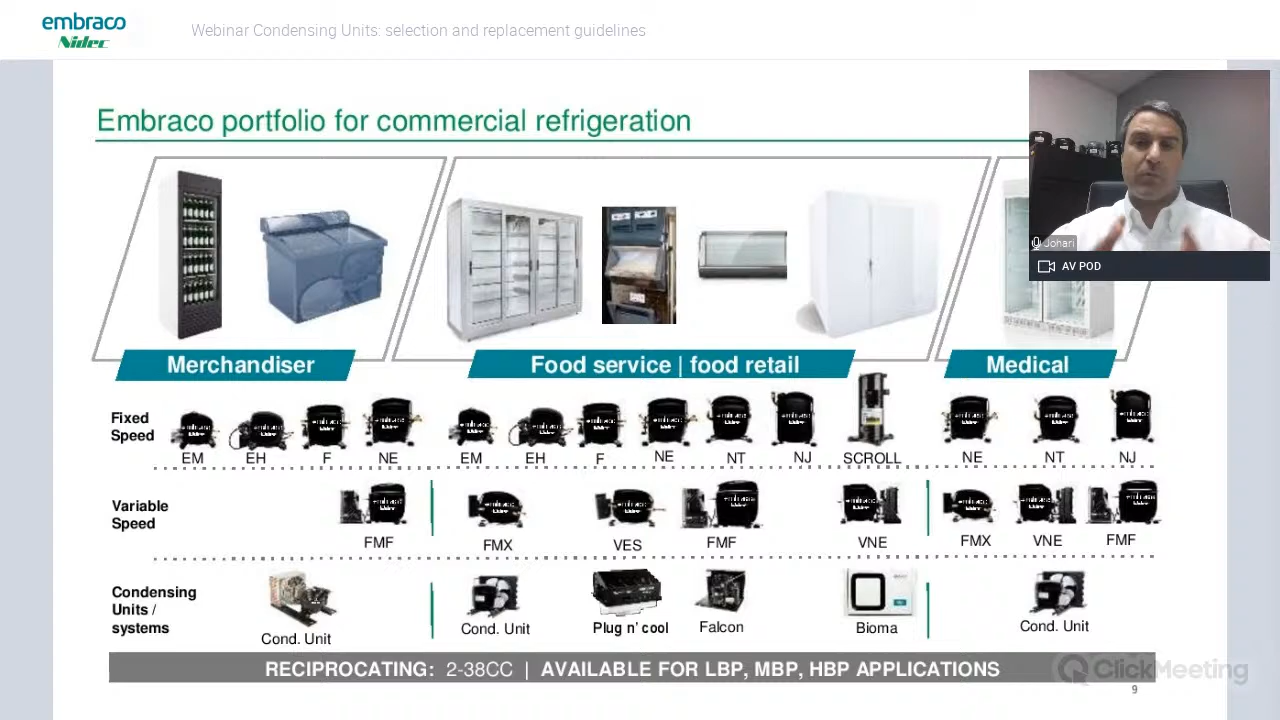 embraco
Nidec
Webinar Condensing Units: selection and replacement guidelines
Embraco portfolio for commercial refrigeration
Johari
AV POD
Merchandiser
Food service | food retail
Medical
Fixed
Speed
EM EH F NE EM EH F NE NT NJ SCROLL NE NT NJ
Variable
Speed
FMF FMX VES FMF VNE FMX VNE FMF
Condensing
Units /
systems
Cond. Unit Cond. Unit Plug n' cool Falcon Bioma Cond. Unit
RECIPROCATING: 2-38CC | AVAILABLE FOR LBP, MBP, HBP APPLICATIONS
ClickMeeting
9